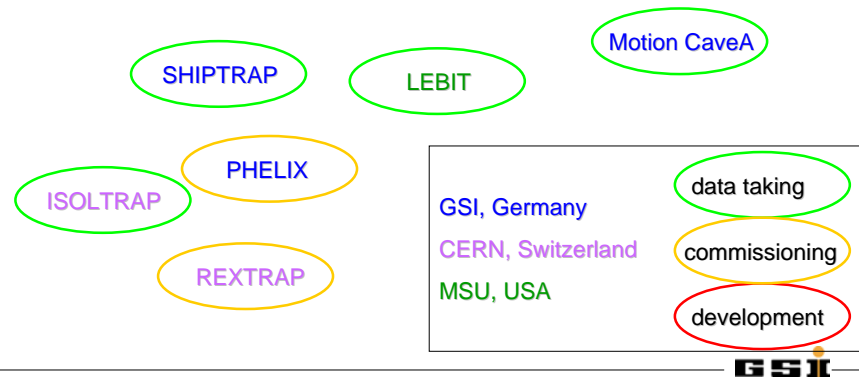 Motion CaveA
SHIPTRAP
LEBIT
PHELIX
ISOLTRAP
REXTRAP
GSI, Germany
CERN, Switzerland
MSU, USA
data taking
commissioning
development
GSI